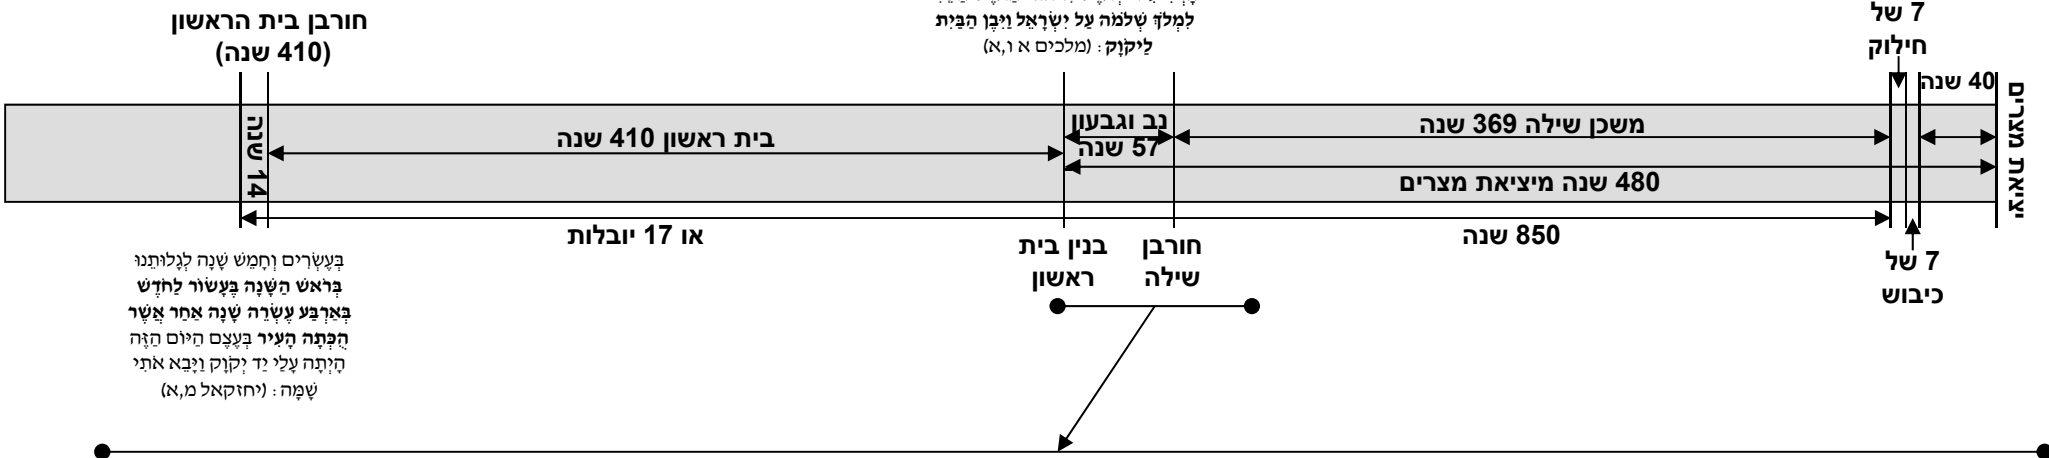 לִמְלֹךְ שְׁלֹמֹה עַל יִשְׂרָאֵל וַיִּבֶן הַבַּיִת
לַיקֹוָק: (מלכים א ו,א)
7 של
חילוק
חורבן בית הראשון
(410 שנה)
40 שנה
יציאת מצרים
משכן שילה 369 שנה
נב וגבעון
57 שנה
בית ראשון 410 שנה
14 שנה
480 שנה מיציאת מצרים
850 שנה
או 17 יובלות
7 של
כיבוש
חורבן
שילה
בנין בית
ראשון
בְּעֶשְׂרִים וְחָמֵשׁ שָׁנָה לְגָלוּתֵנוּ
בְּרֹאשׁ הַשָּׁנָה בֶּעָשׂוֹר לַחֹדֶשׁ
בְּאַרְבַּע עֶשְׂרֵה שָׁנָה אַחַר אֲשֶׁר
הֻכְּתָה הָעִיר בְּעֶצֶם הַיּוֹם הַזֶּה
הָיְתָה עָלַי יַד יְקֹוָק וַיָּבֵא אֹתִי
שָׁמָּה: (יחזקאל מ,א)